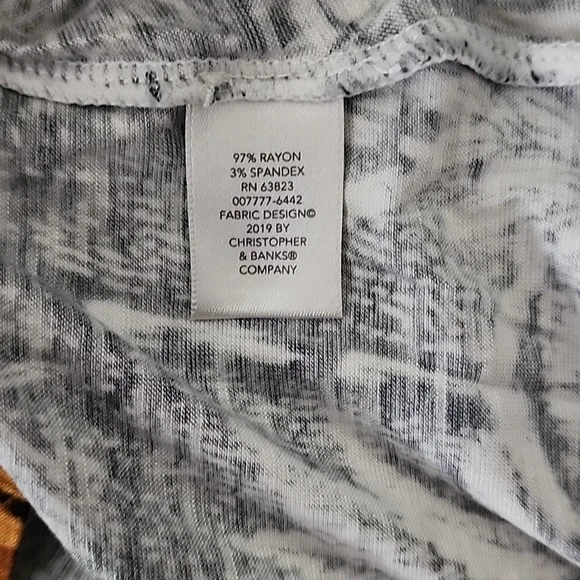 97% RAYON
3% SPANDEX
RN 63823
007777-6442
FABRIC DESIGN©
2019 BY
CHRISTOPHER
& BANKS®
COMPANY